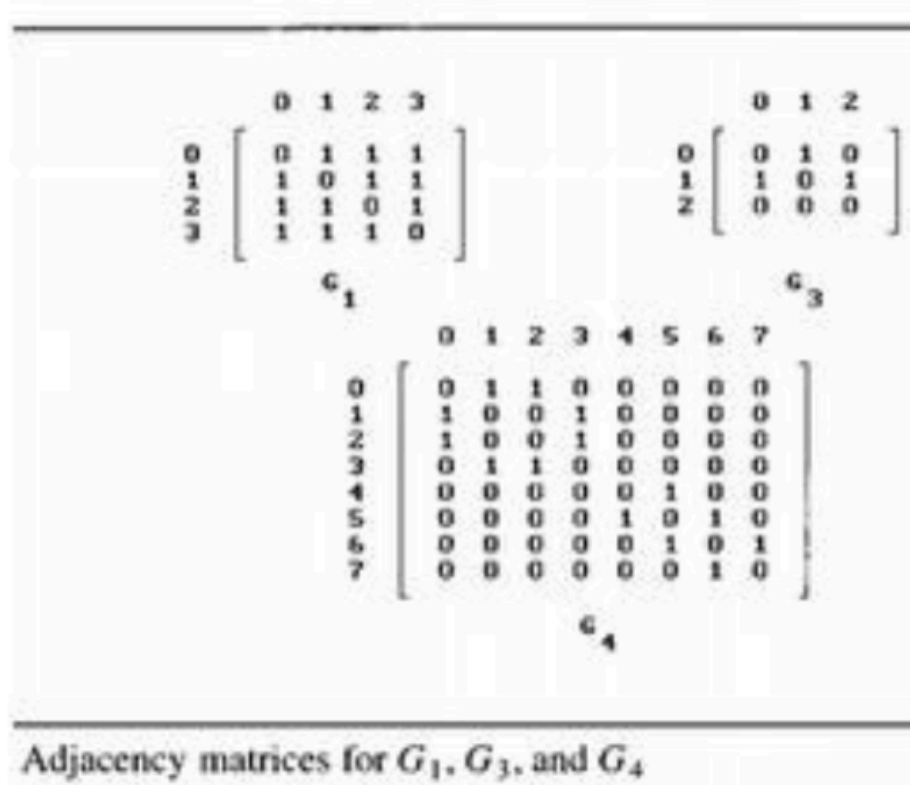 0 1 2 3
0 0 1 1 1
1 1 0 1 1
2 1 1 0 1
3 1 1 1 0
G1
0 1 2
0 0 1 0
1 1 0 1
2 0 0 0
G3
0 1 2 3 4 5 6 7
0 0 1 1 0 0 0 0 0
1 1 0 0 1 0 0 0 0
2 1 0 0 1 0 0 0 0
3 0 1 1 0 0 0 0 0
4 0 0 0 0 0 1 0 0
5 0 0 0 0 1 0 1 0
6 0 0 0 0 0 1 0 1
7 0 0 0 0 0 0 1 0
G4
Adjacency matrices for G1, G3, and G4